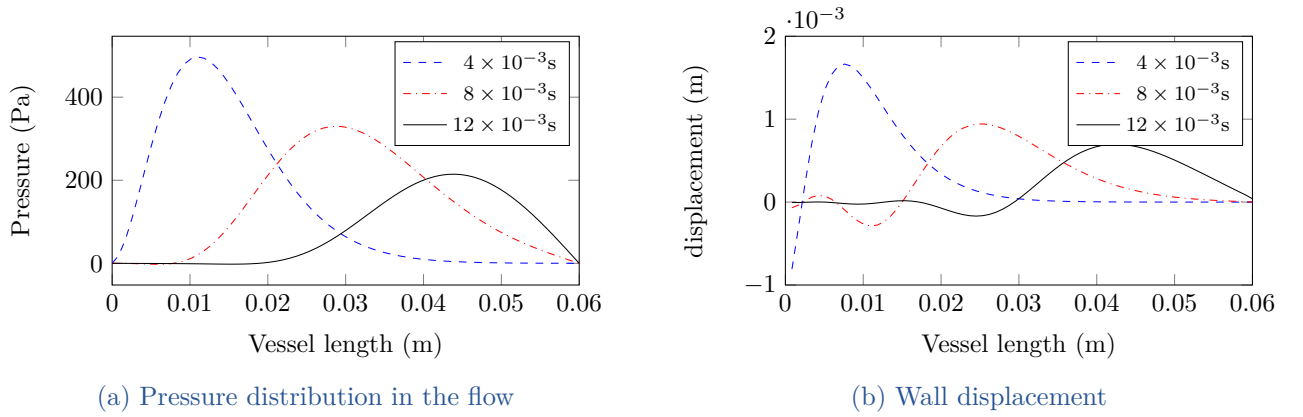 Pressure (Pa)
400
200
0
0
0.01
0.02
0.03
0.04
0.05
0.06
4 × 10⁻³s
8 × 10⁻³s
12 × 10⁻³s
Vessel length (m)
(a) Pressure distribution in the flow
·10⁻³
displacement (m)
2
1
0
−1
0
0.01
0.02
0.03
0.04
0.05
0.06
4 × 10⁻³s
8 × 10⁻³s
12 × 10⁻³s
Vessel length (m)
(b) Wall displacement